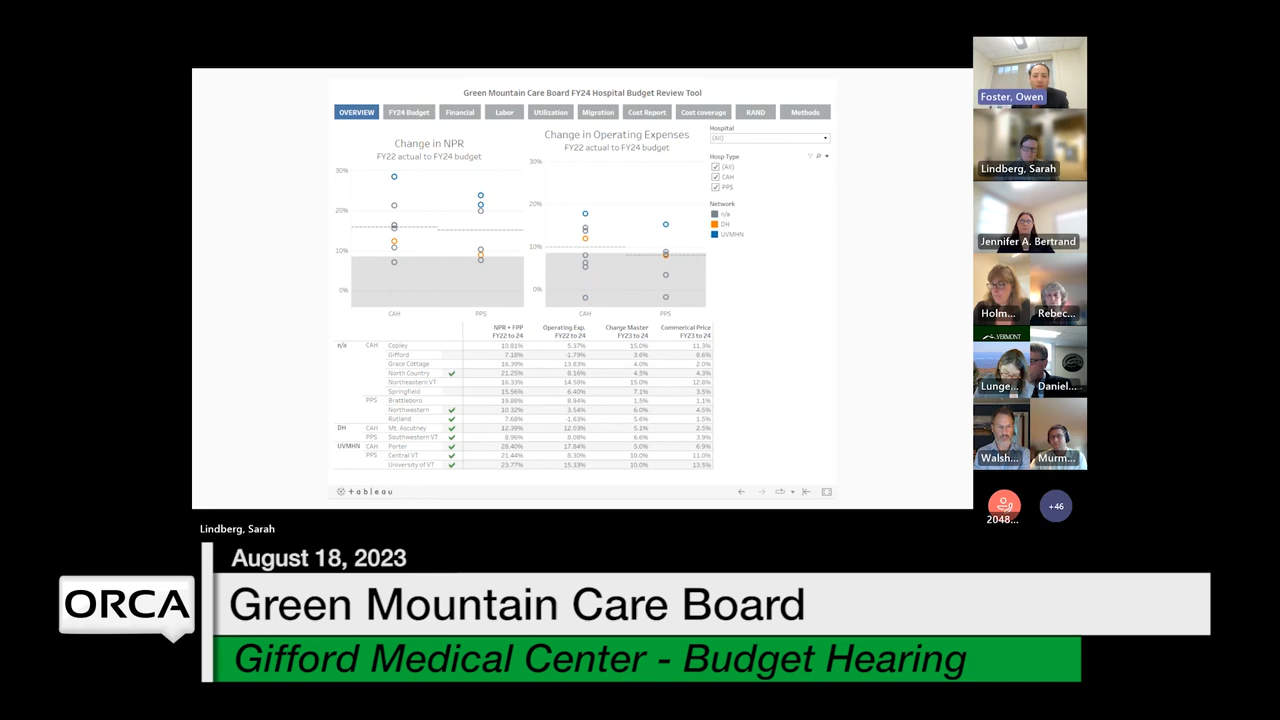 Green Mountain Care Board FY24 Hospital Budget Review Tool
OVERVIEW FY24 Budget Financial Labor Utilization Migration Cost Report Cost coverage RAND Methods
Change in NPR
FY22 actual to FY24 budget
30%
20%
10%
0%
CAH PPS
Change in Operating Expenses
FY22 actual to FY24 budget
30%
20%
10%
0%
CAH PPS
Hospital
(All)
Hosp Type
(All)
CAH
PPS
Network
n/a
DH
UVMHN
NPR + FPP Operating Exp. Charge Master Commerical Price
FY22 to 24 FY22 to 24 FY23 to 24 FY23 to 24
n/a CAH Copley 10.81% 5.37% 15.0% 11.3%
Gifford 7.18% -1.79% 3.6% 8.6%
Grace Cottage 16.39% 13.83% 4.0% 2.0%
North Country ✓ 21.25% 8.16% 4.5% 4.3%
Northeastern VT 16.33% 14.58% 15.0% 12.8%
Springfield 15.56% 6.40% 7.1% 3.5%
PPS Brattleboro 19.88% 8.94% 1.5% 1.1%
Northwestern ✓ 10.32% 3.54% 6.0% 4.5%
Rutland ✓ 7.68% -1.63% 5.6% 1.5%
DH CAH Mt. Ascutney ✓ 12.39% 12.03% 5.1% 2.5%
PPS Southwestern VT ✓ 8.96% 8.08% 6.6% 3.9%
UVMHN CAH Porter ✓ 28.40% 17.84% 5.0% 6.9%
PPS Central VT ✓ 21.44% 8.30% 10.0% 11.0%
University of VT ✓ 23.77% 15.33% 10.0% 13.5%
+ a b l e a u
Foster, Owen
Lindberg, Sarah
Jennifer A. Bertrand
Holm... Rebec...
VERMONT
Lunge... Daniel...
Walsh... Murm...
2048... +46
Lindberg, Sarah
August 18, 2023
ORCA
Green Mountain Care Board
Gifford Medical Center - Budget Hearing